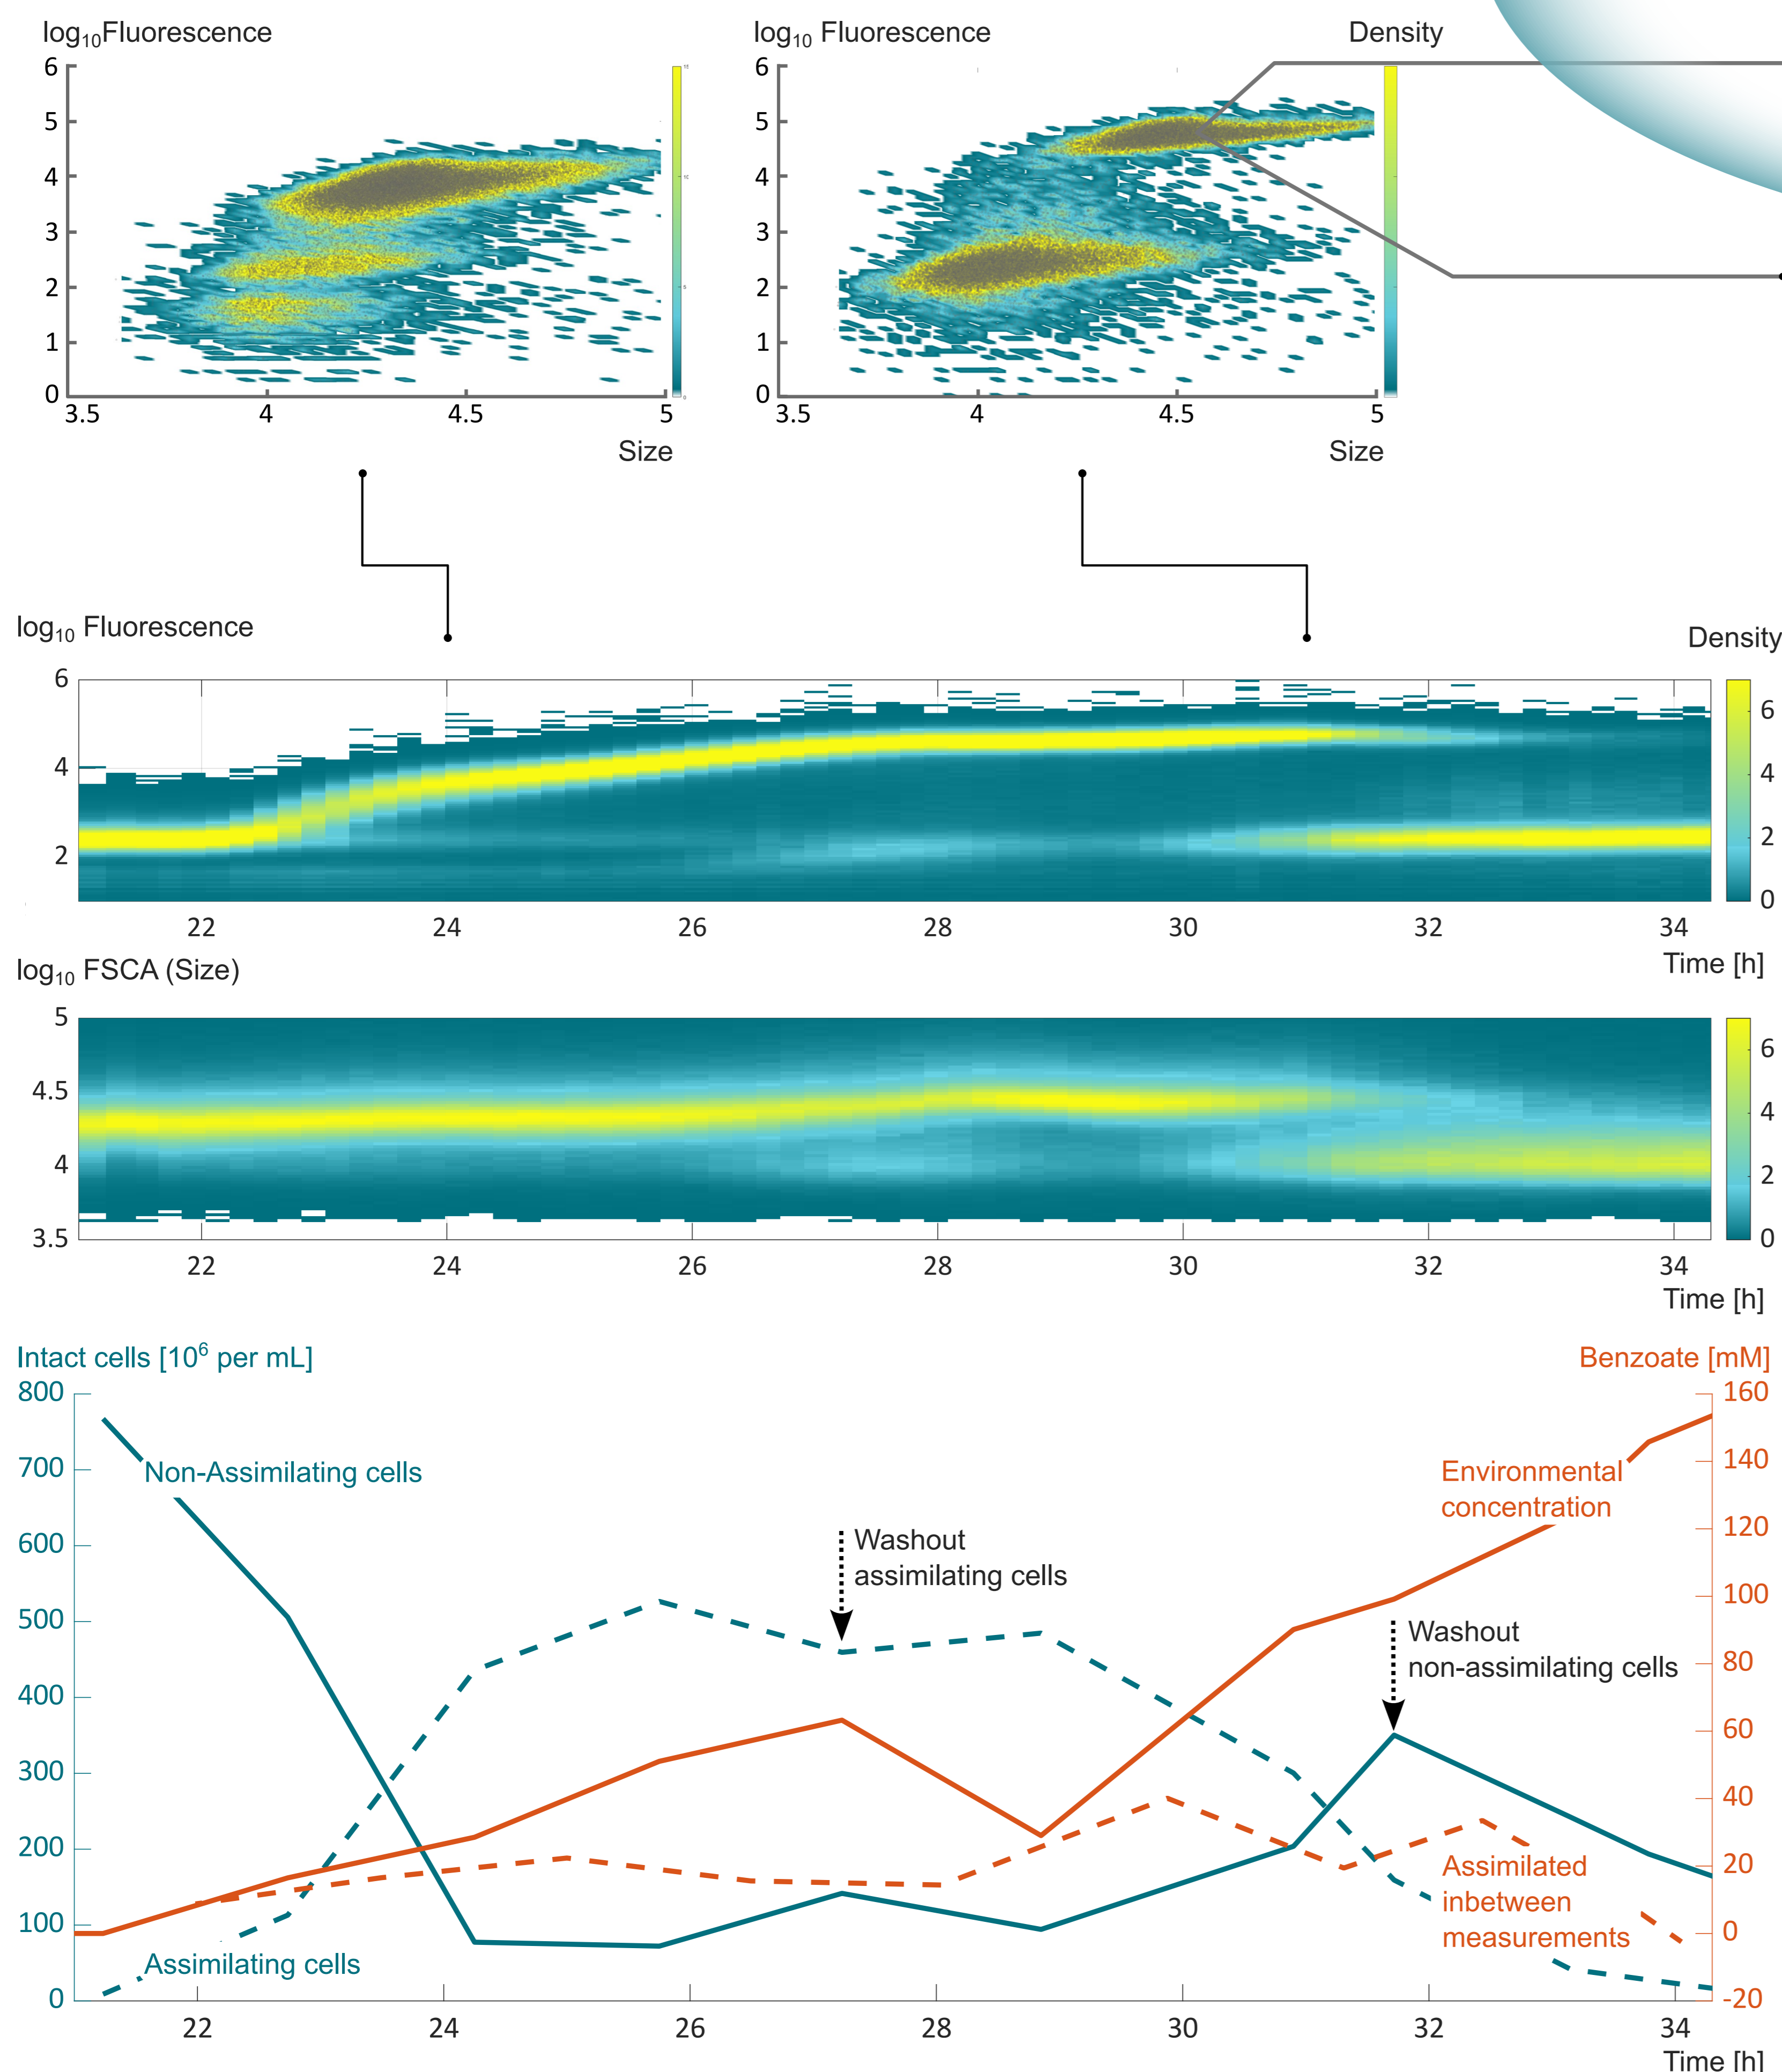 log₁₀Fluorescence
6
5
4
3
2
1
0
3.5 4 4.5 5
Size
15
10
5
0
log₁₀ Fluorescence
Density
6
5
4
3
2
1
0
3.5 4 4.5 5
Size
log₁₀ Fluorescence
Density
6
4
2
22 24 26 28 30 32 34
Time [h]
6
4
2
0
log₁₀ FSCA (Size)
5
4.5
4
3.5
22 24 26 28 30 32 34
Time [h]
6
4
2
0
Intact cells [10⁶ per mL]
Benzoate [mM]
800
700
600
500
400
300
200
100
0
160
140
120
100
80
60
40
20
0
-20
Non-Assimilating cells
Environmental
concentration
Washout
assimilating cells
Washout
non-assimilating cells
Assimilated
inbetween
measurements
Assimilating cells
22 24 26 28 30 32 34
Time [h]